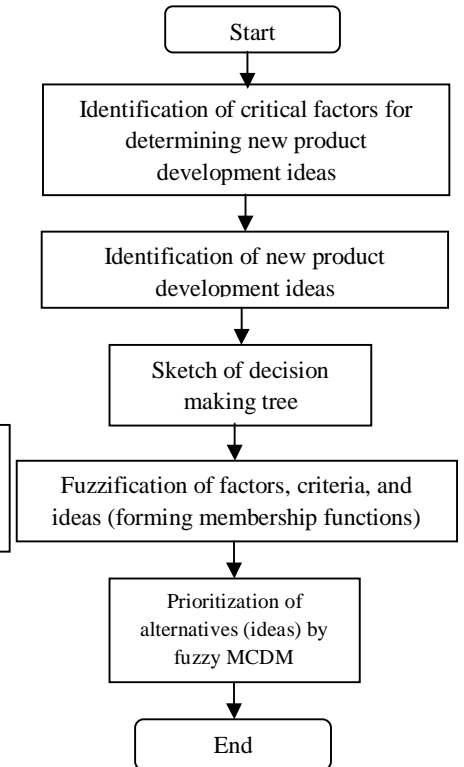 Start
Identification of critical factors for
determining new product
development ideas
Identification of new product
development ideas
Sketch of decision
making tree
Fuzzification of factors, criteria, and
ideas (forming membership functions)
Prioritization of
alternatives (ideas) by
fuzzy MCDM
End